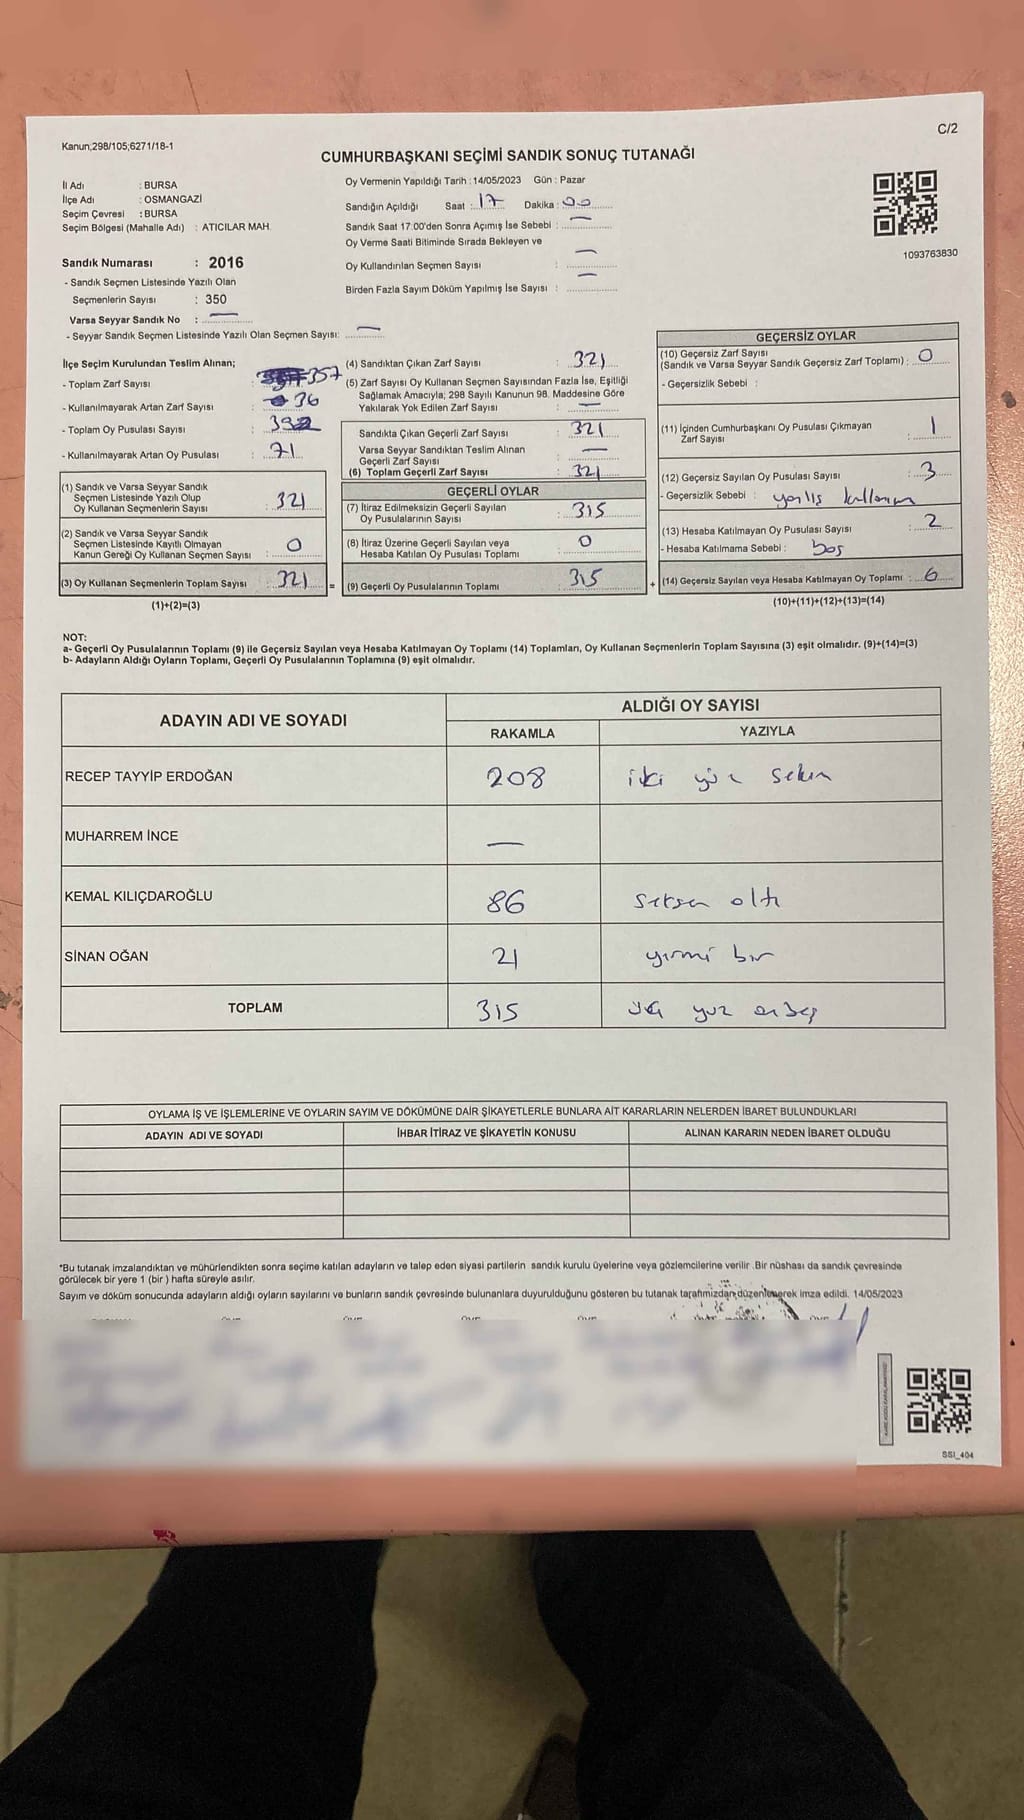 C/2
Kanun;298/105;6271/18-1
CUMHURBAŞKANI SEÇİMİ SANDIK SONUÇ TUTANAĞI
İl Adı : BURSA
İlçe Adı : OSMANGAZİ
Seçim Çevresi : BURSA
Seçim Bölgesi (Mahalle Adı) : ATICILAR MAH.
Oy Vermenin Yapıldığı Tarih : 14/05/2023 Gün : Pazar
Sandığın Açıldığı Saat : 17 Dakika : 00
Sandık Saat 17.00'den Sonra Açılmış İse Sebebi : —
Oy Verme Saati Bitiminde Sırada Bekleyen ve
Oy Kullandırılan Seçmen Sayısı : —
Birden Fazla Sayım Döküm Yapılmış İse Sayısı : —
1093763830
Sandık Numarası : 2016
- Sandık Seçmen Listesinde Yazılı Olan
Seçmenlerin Sayısı : 350
Varsa Seyyar Sandık No : —
- Seyyar Sandık Seçmen Listesinde Yazılı Olan Seçmen Sayısı: —
İlçe Seçim Kurulundan Teslim Alınan;
- Toplam Zarf Sayısı : 357
- Kullanılmayarak Artan Zarf Sayısı : 36
- Toplam Oy Pusulası Sayısı : 392
- Kullanılmayarak Artan Oy Pusulası : 71
(1) Sandık ve Varsa Seyyar Sandık
Seçmen Listesinde Yazılı Olup
Oy Kullanan Seçmenlerin Sayısı : 321
(2) Sandık ve Varsa Seyyar Sandık
Seçmen Listesinde Kayıtlı Olmayan
Kanun Gereği Oy Kullanan Seçmen Sayısı : 0
(3) Oy Kullanan Seçmenlerin Toplam Sayısı : 321 =
(1)+(2)=(3)
(4) Sandıktan Çıkan Zarf Sayısı : 321
(5) Zarf Sayısı Oy Kullanan Seçmen Sayısından Fazla İse, Eşitliği
Sağlamak Amacıyla; 298 Sayılı Kanunun 98. Maddesine Göre
Yakılarak Yok Edilen Zarf Sayısı : —
Sandıkta Çıkan Geçerli Zarf Sayısı : 321
Varsa Seyyar Sandıktan Teslim Alınan
Geçerli Zarf Sayısı : —
(6) Toplam Geçerli Zarf Sayısı : 321
GEÇERLİ OYLAR
(7) İtiraz Edilmeksizin Geçerli Sayılan
Oy Pusulalarının Sayısı : 315
(8) İtiraz Üzerine Geçerli Sayılan veya
Hesaba Katılan Oy Pusulası Toplamı : 0
(9) Geçerli Oy Pusulalarının Toplamı : 315 +
GEÇERSİZ OYLAR
(10) Geçersiz Zarf Sayısı
(Sandık ve Varsa Seyyar Sandık Geçersiz Zarf Toplamı) : 0
- Geçersizlik Sebebi :
(11) İçinden Cumhurbaşkanı Oy Pusulası Çıkmayan
Zarf Sayısı : 1
(12) Geçersiz Sayılan Oy Pusulası Sayısı : 3
- Geçersizlik Sebebi : yanlış kullanım
(13) Hesaba Katılmayan Oy Pusulası Sayısı : 2
- Hesaba Katılmama Sebebi : boş
(14) Geçersiz Sayılan veya Hesaba Katılmayan Oy Toplamı : 6
(10)+(11)+(12)+(13)=(14)
NOT:
a- Geçerli Oy Pusulalarının Toplamı (9) ile Geçersiz Sayılan veya Hesaba Katılmayan Oy Toplamı (14) Toplamları, Oy Kullanan Seçmenlerin Toplam Sayısına (3) eşit olmalıdır. (9)+(14)=(3)
b- Adayların Aldığı Oyların Toplamı, Geçerli Oy Pusulalarının Toplamına (9) eşit olmalıdır.
ADAYIN ADI VE SOYADI ALDIĞI OY SAYISI
RAKAMLA YAZIYLA
RECEP TAYYİP ERDOĞAN 208 iki yüz sekiz
MUHARREM İNCE —
KEMAL KILIÇDAROĞLU 86 seksen altı
SİNAN OĞAN 21 yirmi bir
TOPLAM 315 üç yüz onbeş
OYLAMA İŞ VE İŞLEMLERİNE VE OYLARIN SAYIM VE DÖKÜMÜNE DAİR ŞİKAYETLERLE BUNLARA AİT KARARLARIN NELERDEN İBARET BULUNDUKLARI
ADAYIN ADI VE SOYADI İHBAR İTİRAZ VE ŞİKAYETİN KONUSU ALINAN KARARIN NEDEN İBARET OLDUĞU
*Bu tutanak imzalandıktan ve mühürlendikten sonra seçime katılan adayların ve talep eden siyasi partilerin sandık kurulu üyelerine veya gözlemcilerine verilir .Bir nüshası da sandık çevresinde
görülecek bir yere 1 (bir ) hafta süreyle asılır.
Sayım ve döküm sonucunda adayların aldığı oyların sayılarını ve bunların sandık çevresinde bulunanlara duyurulduğunu gösteren bu tutanak tarafımızdan düzenlenerek imza edildi. 14/05/2023
SSI_404